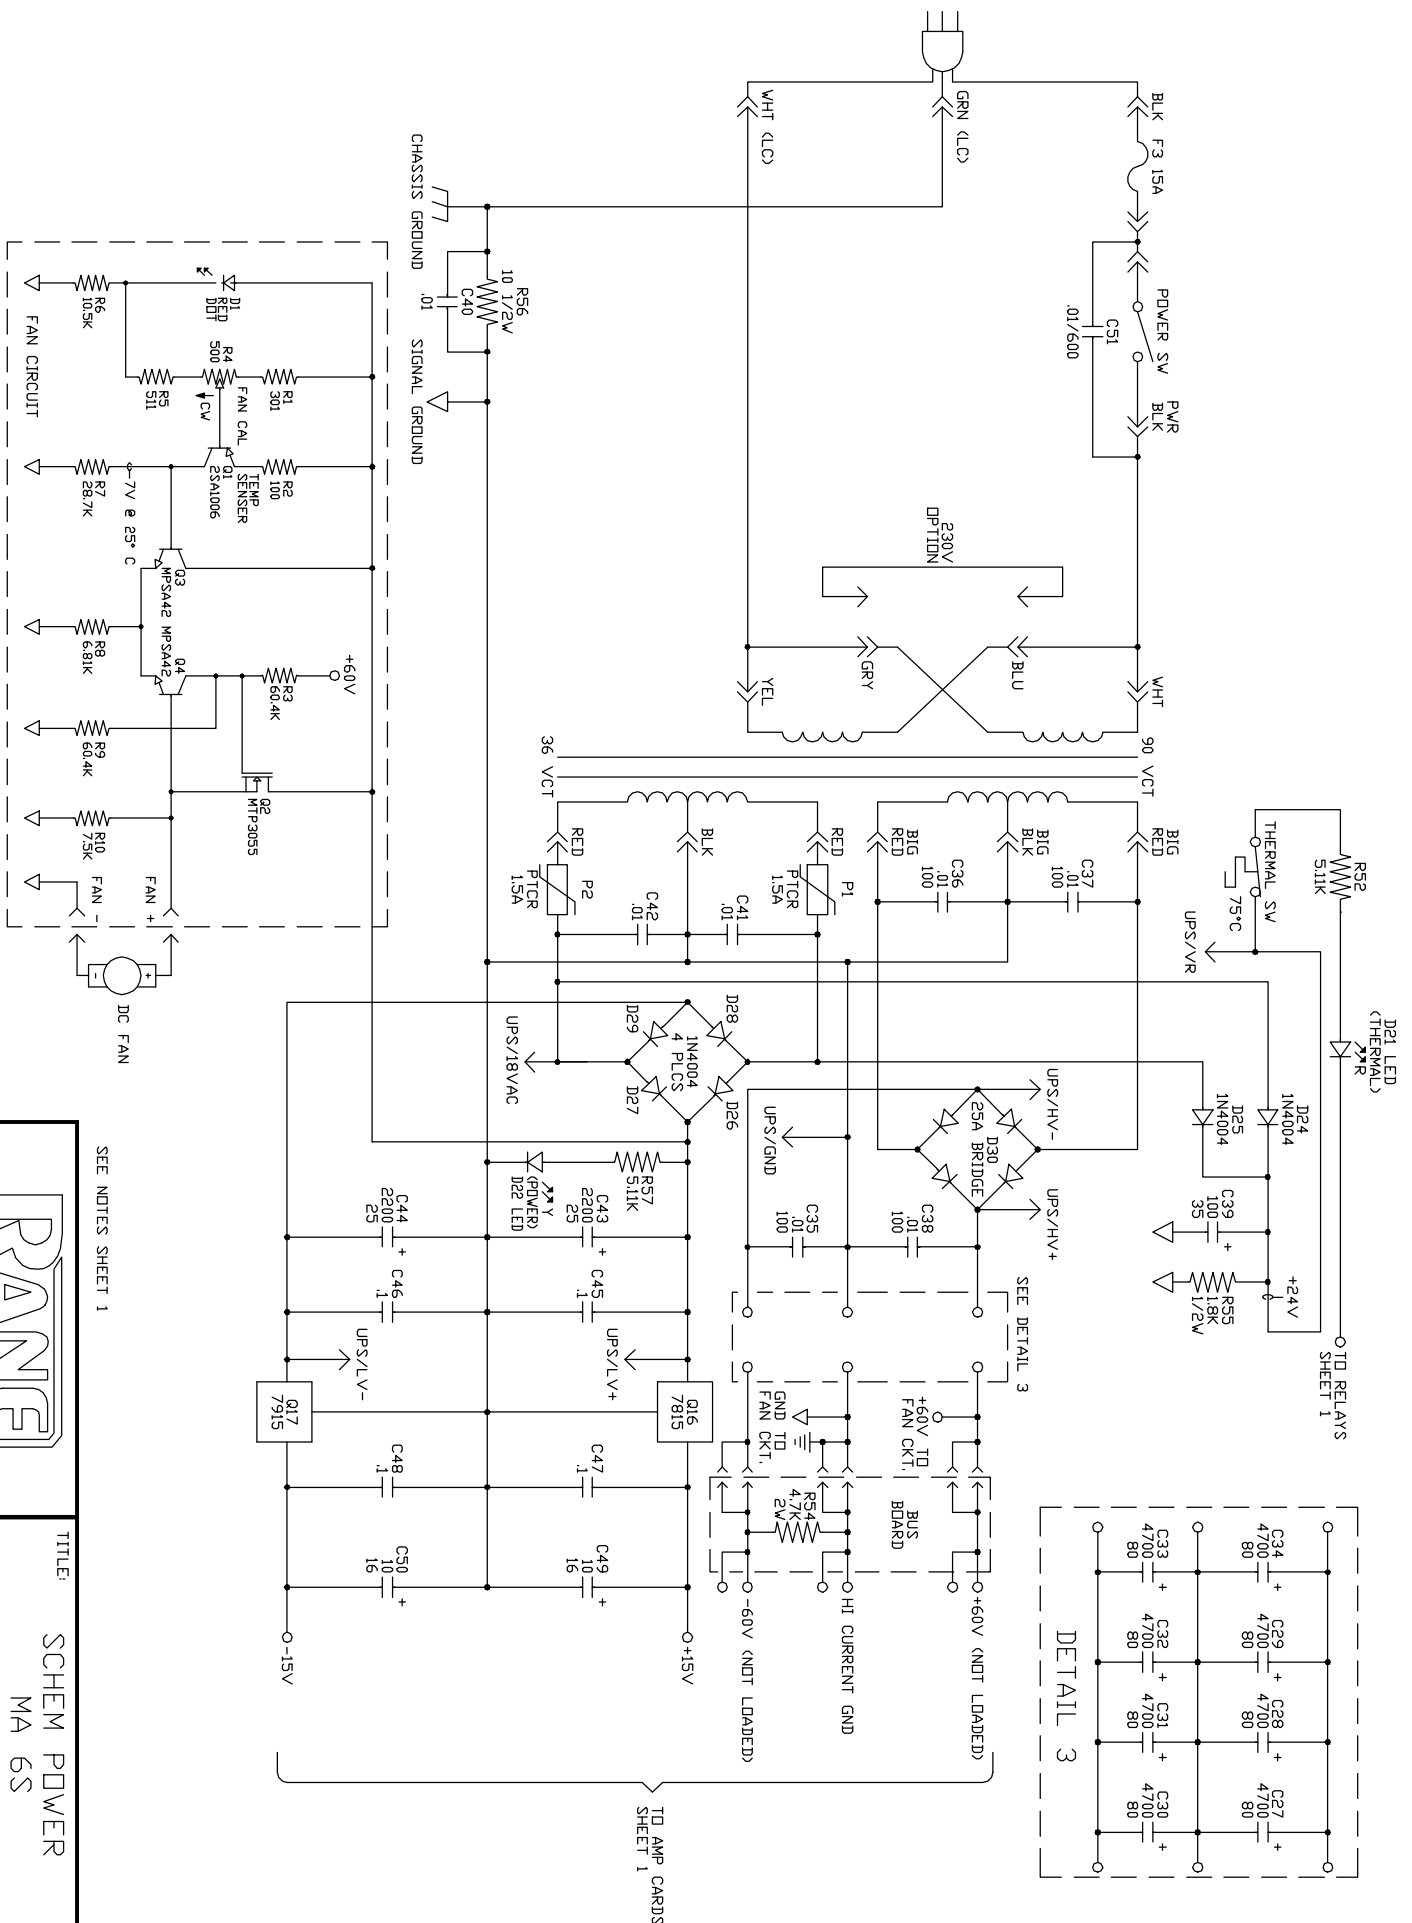 BLK
F3 15A
GRN (LC)
WHT (LC)
CHASSIS GROUND
R56
10 1/2W
C40
.01
SIGNAL GROUND
POWER SW
C51
.01/600
PWR
BLK
230V
OPTION
WHT
BLU
GRY
YEL
90 VCT
36 VCT
R52
5.11K
THERMAL SW
75°C
UPS/VR
D21 LED
(THERMAL)
R
BIG
RED
BIG
BLK
BIG
RED
RED
BLK
RED
C37
.01
100
C36
.01
100
P1
PTCR
1.5A
P2
PTCR
1.5A
C41
.01
C42
.01
D24
1N4004
D25
1N4004
C39
100
35
+
R55
1.8K
1/2W
+24V
TO RELAYS
SHEET 1
UPS/HV-
D30
25A BRIDGE
UPS/HV+
UPS/GND
C38
.01
100
C35
.01
100
SEE DETAIL 3
D28
D29
1N4004
4 PLCS
D26
D27
UPS/18VAC
R57
5.11K
Y
(POWER)
D22 LED
C43
2200
25
+
C44
2200
25
+
C45
.1
C46
.1
UPS/LV+
UPS/LV-
Q16
7815
Q17
7915
C47
.1
C48
.1
C49
10
16
+
C50
10
16
+
+15V
-15V
+60V TO
FAN CKT.
GND TO
FAN CKT.
BUS
BOARD
R54
4.7K
2W
+60V (NOT LOADED)
HI CURRENT GND
-60V (NOT LOADED)
TO AMP CARDS
SHEET 1
C34
4700
80
+
C29
4700
80
+
C28
4700
80
+
C27
4700
80
+
C33
4700
80
+
C32
4700
80
+
C31
4700
80
+
C30
4700
80
+
DETAIL 3
D1
RED
DOT
R6
10.5K
FAN CIRCUIT
R1
301
R4
500
R5
511
FAN CAL
CW
R2
100
TEMP
SENSER
Q1
2SA1006
-7V @ 25° C
R7
28.7K
Q3
MPSA42
Q4
MPSA42
R8
6.81K
+60V
R3
60.4K
R9
60.4K
Q2
MTP3055
R10
7.5K
FAN +
FAN -
+
-
DC FAN
SEE NOTES SHEET 1
RANE
TITLE:
SCHEM POWER
MA 6S